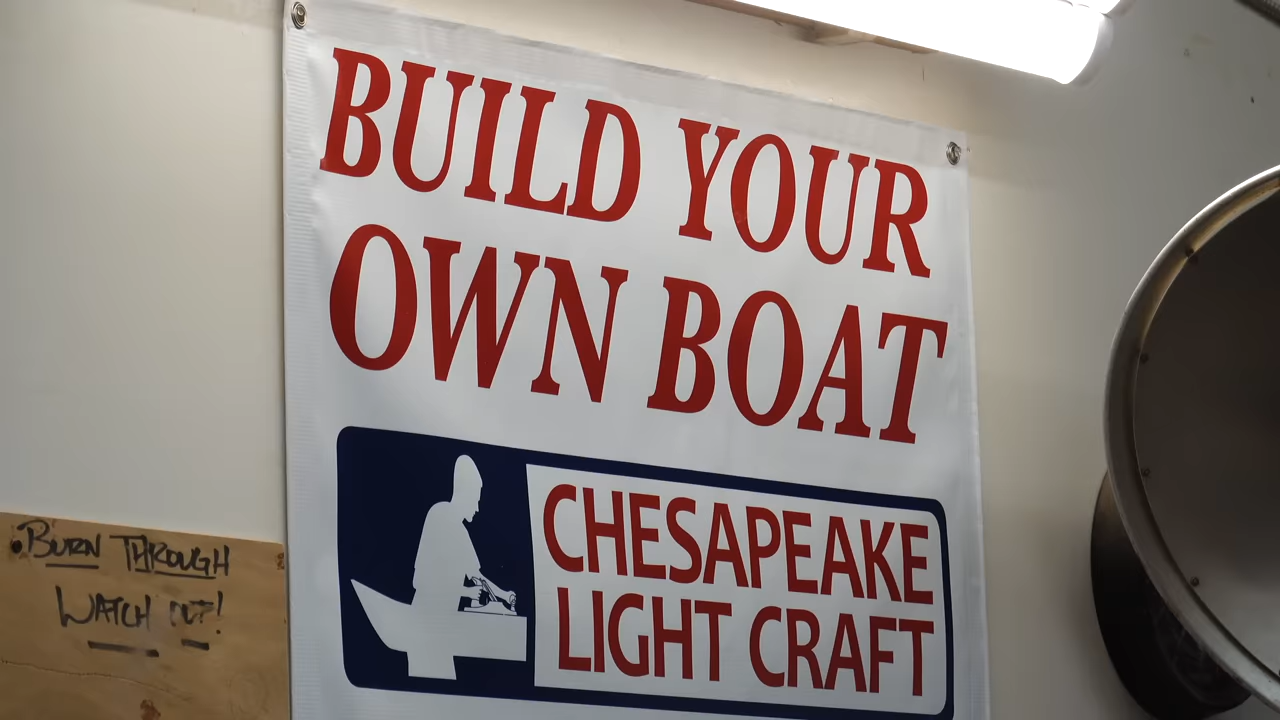 BUILD YOUR
OWN BOAT
CHESAPEAKE
LIGHT CRAFT
• BURN THROUGH
WATCH OUT!